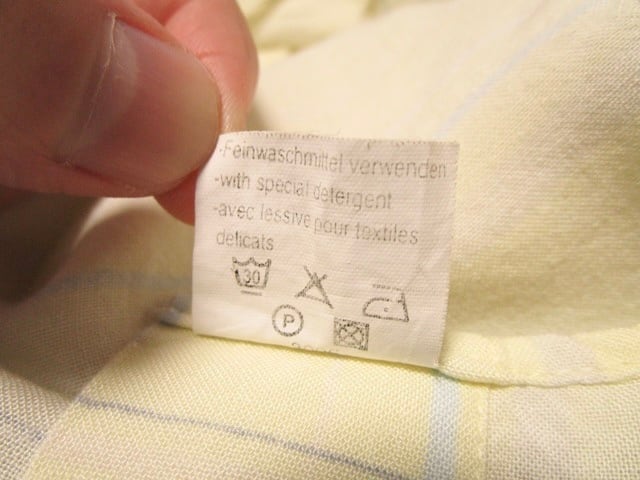 -Feinwaschmittel verwenden
-with special detergent
-avec lessive pour textiles
delicats
30
P